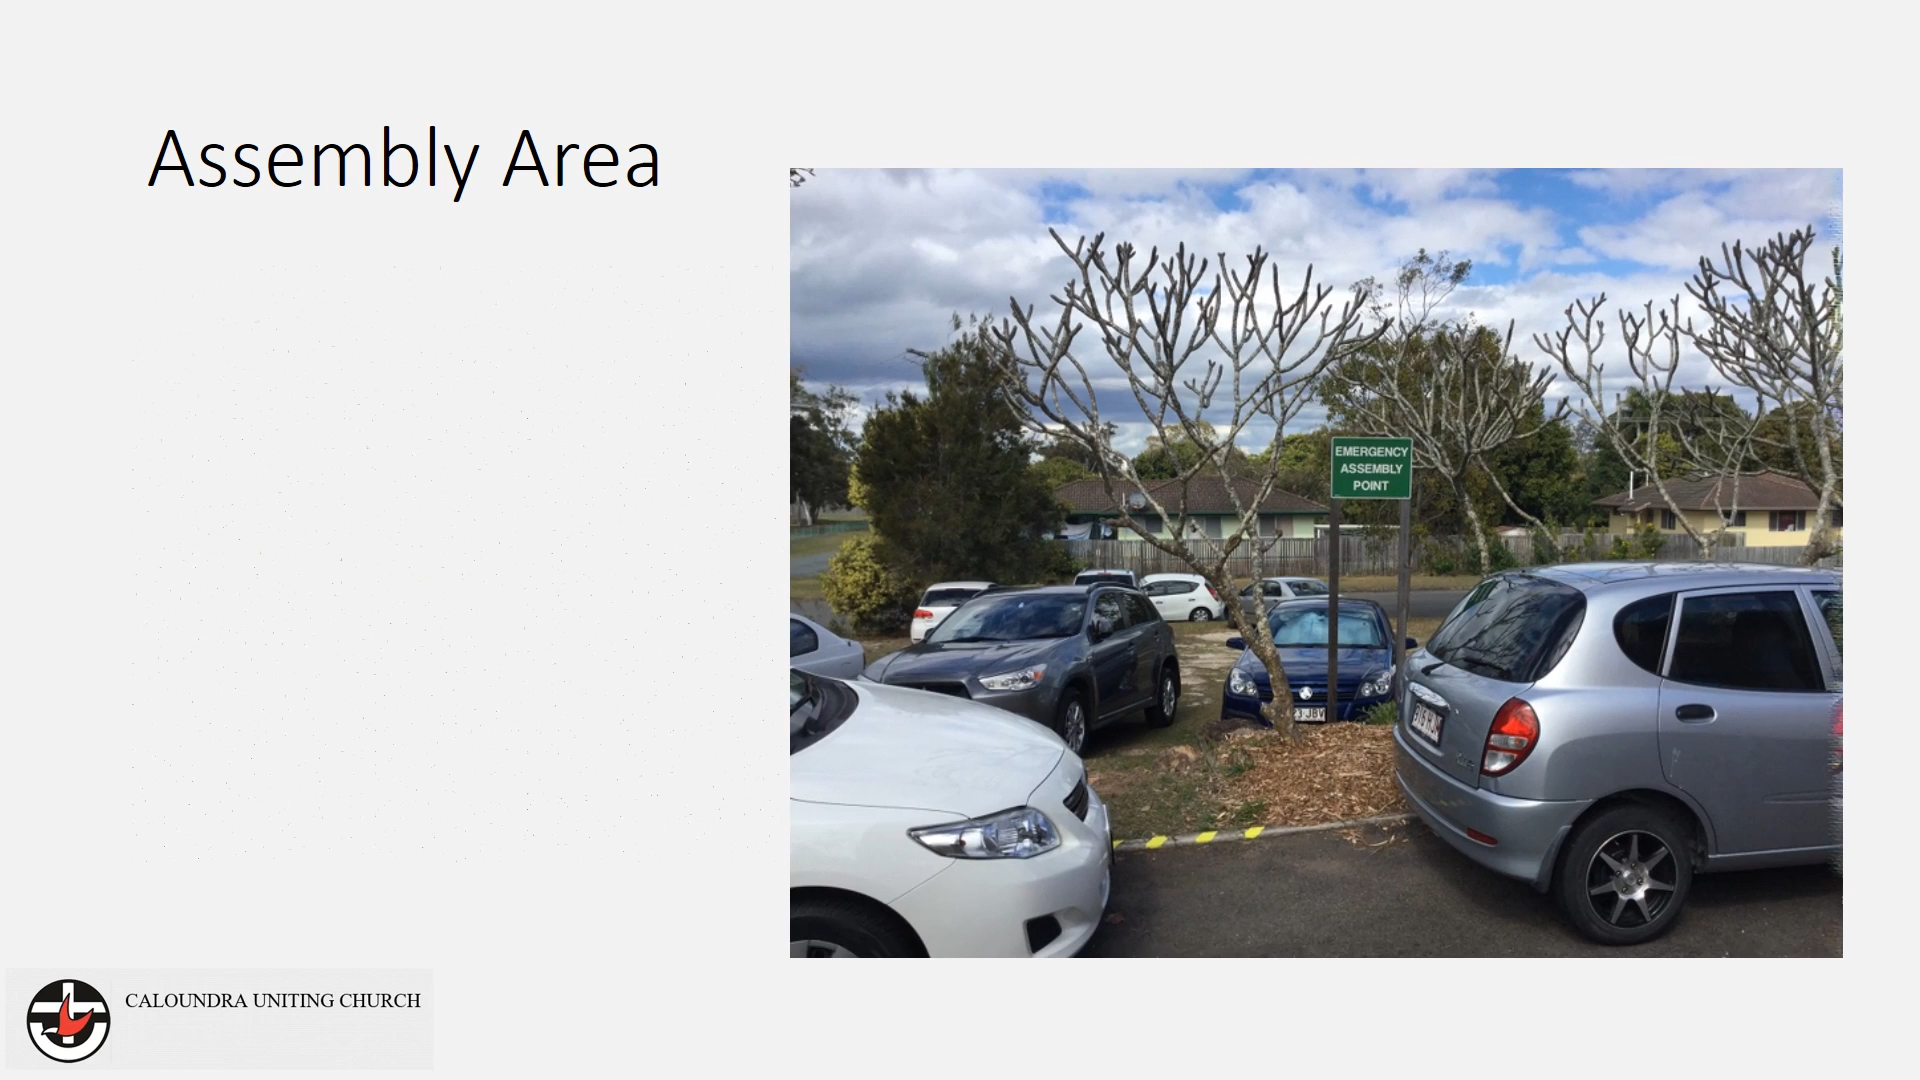 Assembly Area
EMERGENCY
ASSEMBLY
POINT
CALOUNDRA UNITING CHURCH